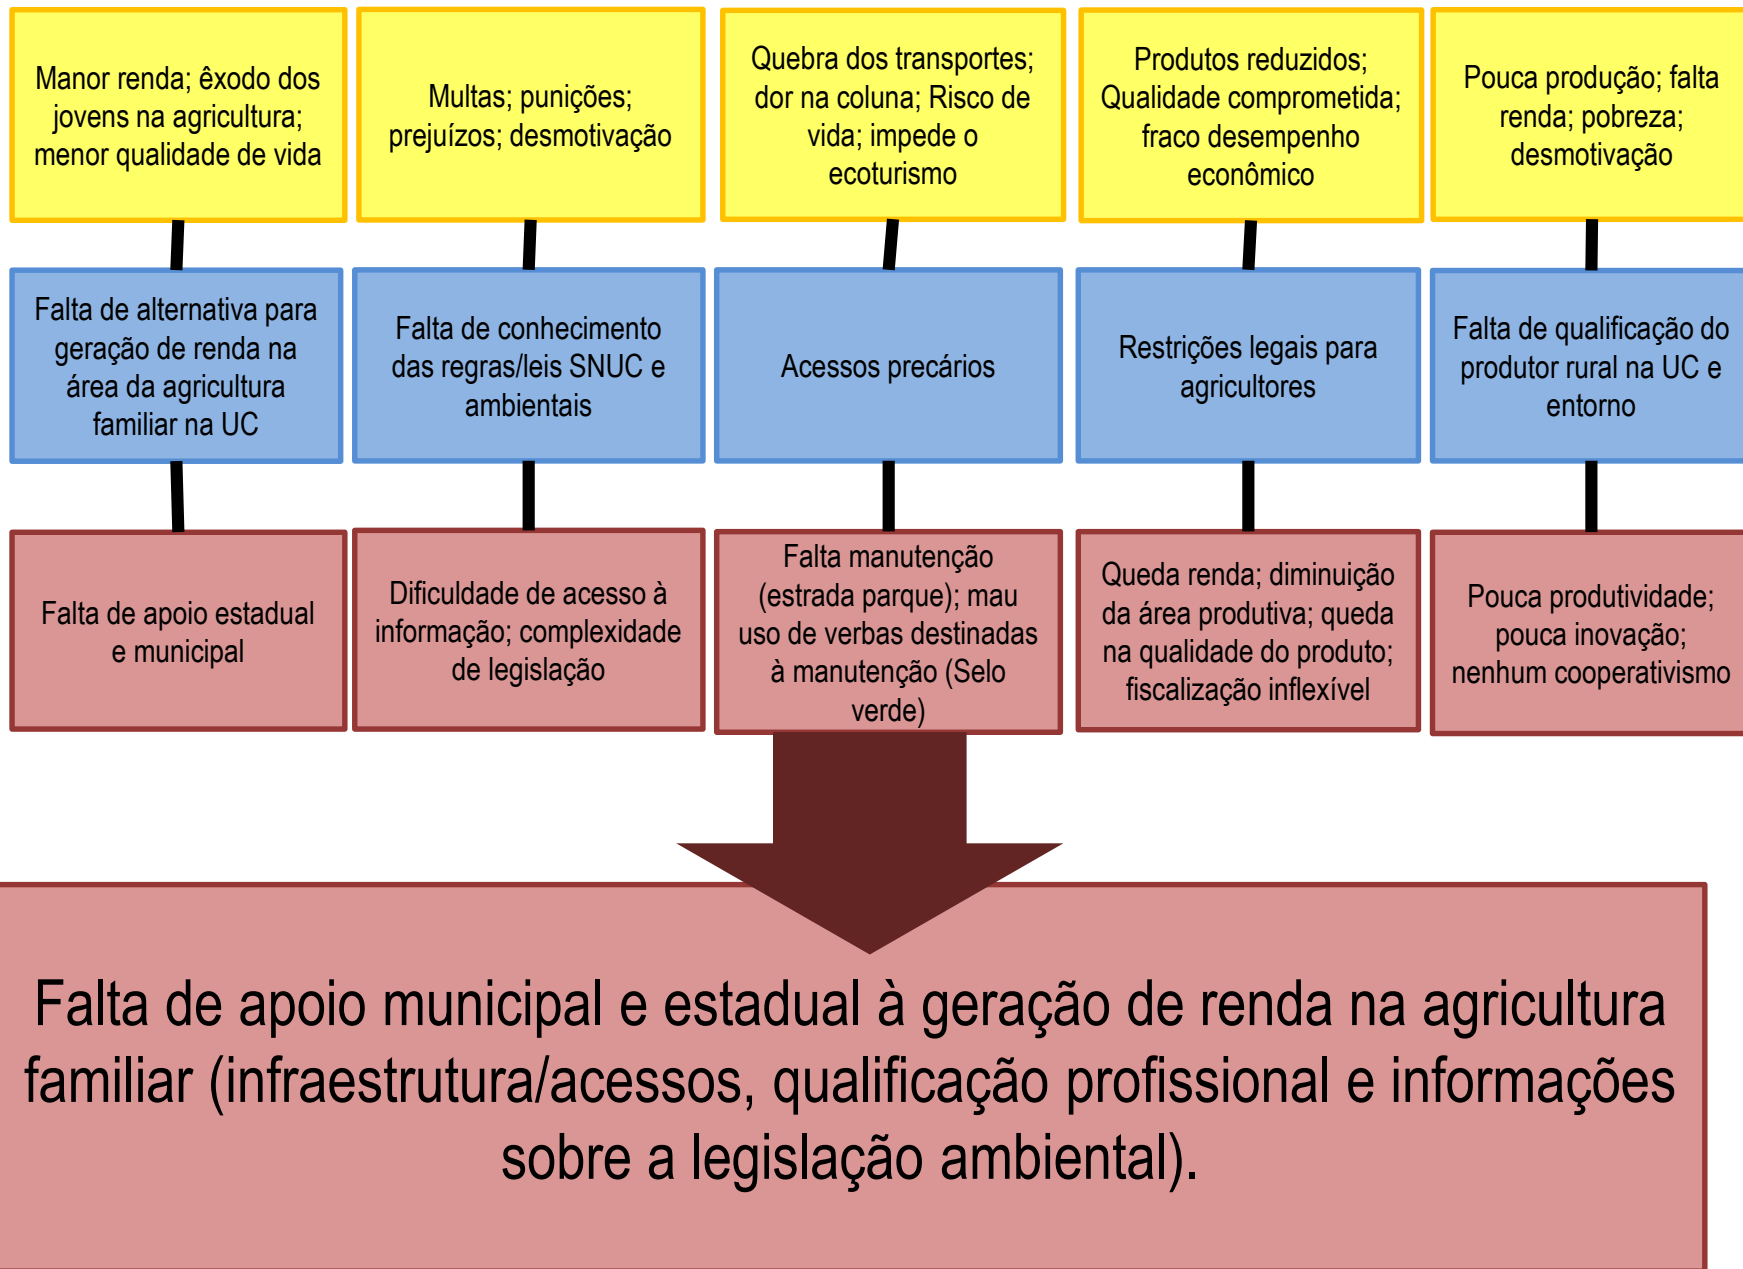 Manor renda; êxodo dos
jovens na agricultura;
menor qualidade de vida
Multas; punições;
prejuízos; desmotivação
Quebra dos transportes;
dor na coluna; Risco de
vida; impede o
ecoturismo
Produtos reduzidos;
Qualidade comprometida;
fraco desempenho
econômico
Pouca produção; falta
renda; pobreza;
desmotivação
Falta de alternativa para
geração de renda na
área da agricultura
familiar na UC
Falta de conhecimento
das regras/leis SNUC e
ambientais
Acessos precários
Restrições legais para
agricultores
Falta de qualificação do
produtor rural na UC e
entorno
Falta de apoio estadual
e municipal
Dificuldade de acesso à
informação; complexidade
de legislação
Falta manutenção
(estrada parque); mau
uso de verbas destinadas
à manutenção (Selo
verde)
Queda renda; diminuição
da área produtiva; queda
na qualidade do produto;
fiscalização inflexível
Pouca produtividade;
pouca inovação;
nenhum cooperativismo
Falta de apoio municipal e estadual à geração de renda na agricultura
familiar (infraestrutura/acessos, qualificação profissional e informações
sobre a legislação ambiental).